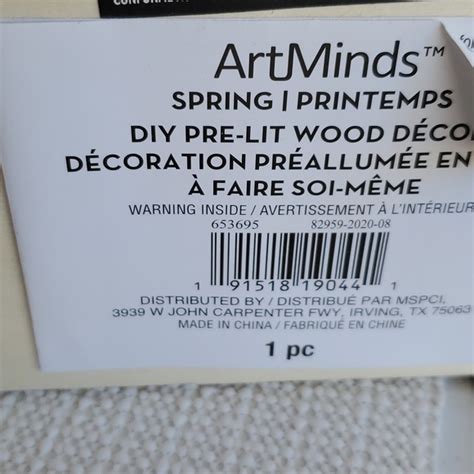 ArtMinds™
SPRING | PRINTEMPS
DIY PRE-LIT WOOD DÉCO
DÉCORATION PRÉALLUMÉE EN
À FAIRE SOI-MÊME
WARNING INSIDE / AVERTISSEMENT À L'INTÉRIEUR
653695 82959-2020-08
1 91518 19044 1
DISTRIBUTED BY / DISTRIBUÉ PAR MSPCI.
3939 W JOHN CARPENTER FWY, IRVING, TX 75063
MADE IN CHINA / FABRIQUÉ EN CHINE
1 pc